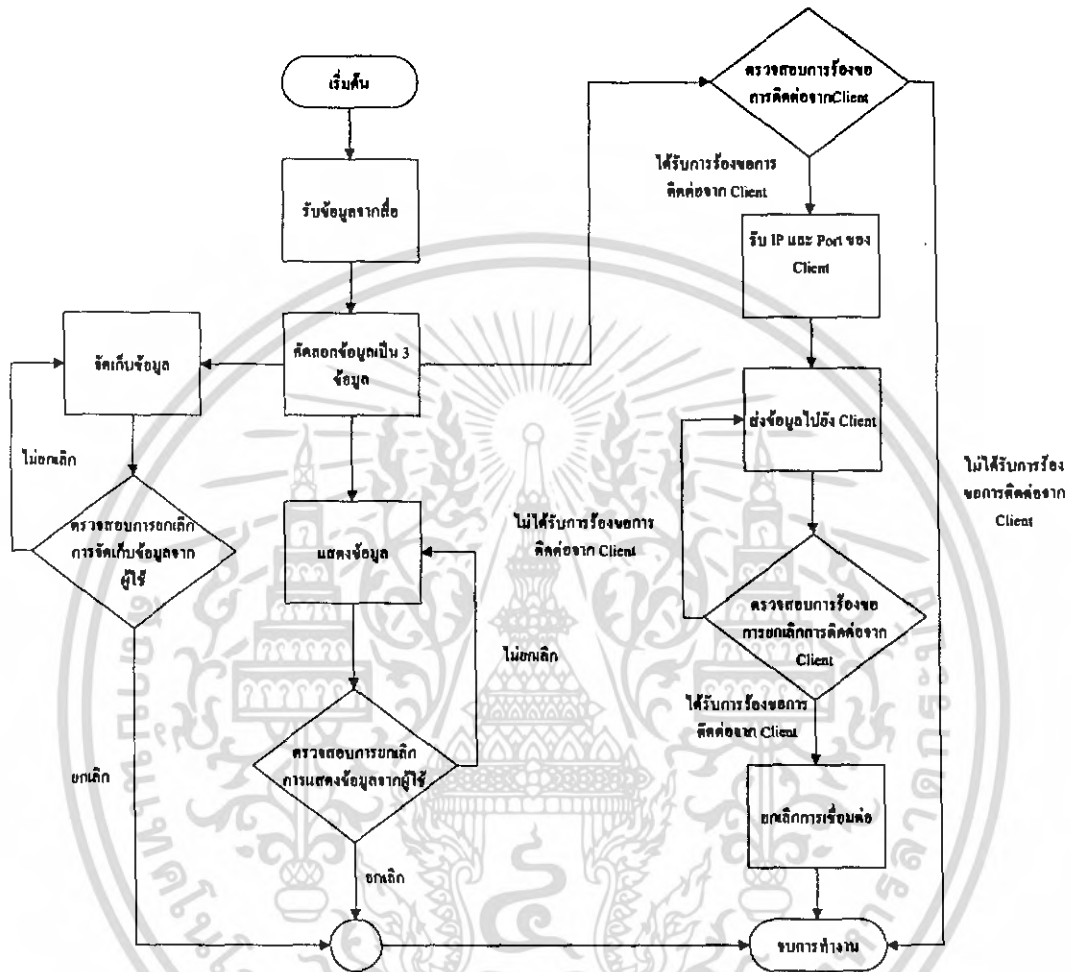 เริ่มต้น
รับข้อมูลจากสื่อ
คัดลอกข้อมูลเป็น 3
ข้อมูล
จัดเก็บข้อมูล
ไม่ยกเลิก
ตรวจสอบการยกเลิก
การจัดเก็บข้อมูลจาก
ผู้ใช้
ยกเลิก
แสดงข้อมูล
ไม่ยกเลิก
ตรวจสอบการยกเลิก
การแสดงข้อมูลจากผู้ใช้
ยกเลิก
ตรวจสอบการร้องขอ
การติดต่อจากClient
ได้รับการร้องขอการ
ติดต่อจาก Client
รับ IP และ Port ของ
Client
ส่งข้อมูลไปยัง Client
ไม่ได้รับการร้องขอการ
ติดต่อจาก Client
ไม่ได้รับการร้อง
ขอการติดต่อจาก
Client
ตรวจสอบการร้องขอ
การยกเลิกการติดต่อจาก
Client
ได้รับการร้องขอการ
ติดต่อจาก Client
ยกเลิกการเชื่อมต่อ
จบการทำงาน